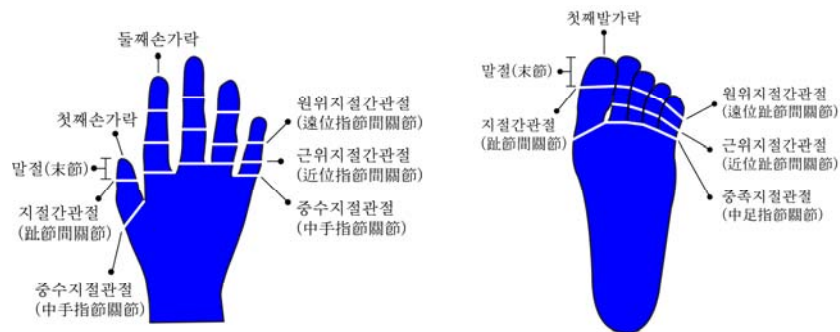 둘째손가락
첫째손가락
말절(末節)
지절간관절
(趾節間關節)
중수지절관절
(中手指節關節)
원위지절간관절
(遠位指節間關節)
근위지절간관절
(近位指節間關節)
중수지절관절
(中手指節關節)
첫째발가락
말절(末節)
지절간관절
(趾節間關節)
원위지절간관절
(遠位趾節間關節)
근위지절간관절
(近位趾節間關節)
중족지절관절
(中足指節關節)